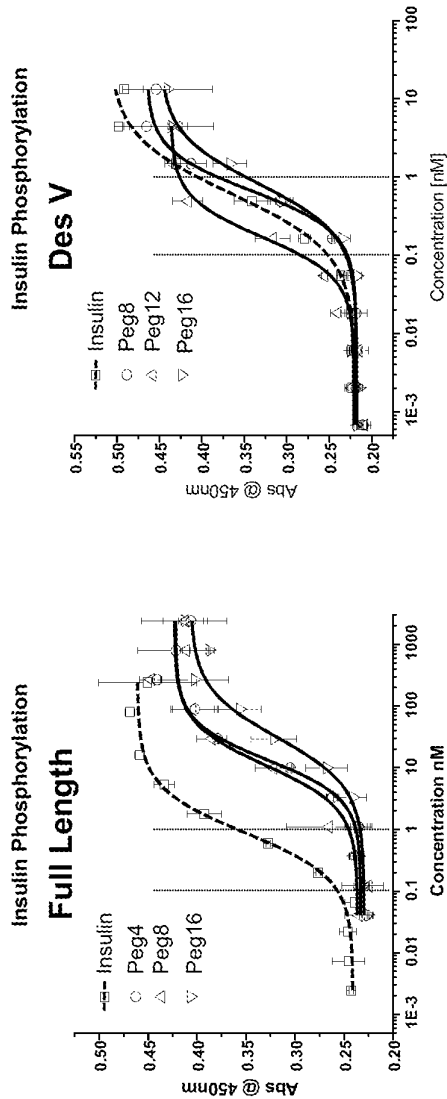 Insulin Phosphorylation
Full Length
Insulin
Peg4
Peg8
Peg16
Abs @ 450nm
0.50
0.45
0.40
0.35
0.30
0.25
0.20
1E-3
0.01
0.1
1
10
100
1000
Concentration nM
Insulin Phosphorylation
Des V
Insulin
Peg8
Peg12
Peg16
Abs @ 450nm
0.55
0.50
0.45
0.40
0.35
0.30
0.25
0.20
1E-3
0.01
0.1
1
10
100
Concentration [nM]